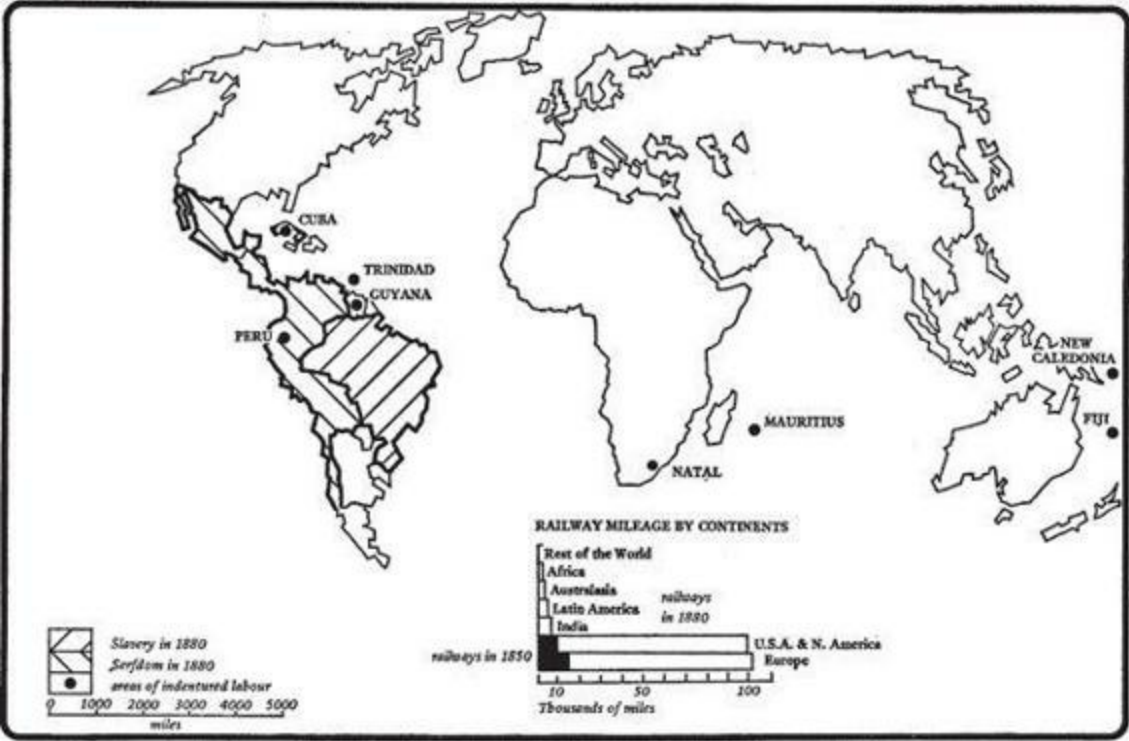 CUBA
TRINIDAD
GUYANA
PERU
NEW
CALEDONIA
MAURITIUS
FIJI
NATAL
RAILWAY MILEAGE BY CONTINENTS
Rest of the World
Africa
Australasia
railways
Latin America
in 1880
India
U.S.A. & N. America
railways in 1850
Europe
10 50 100
Thousands of miles
Slavery in 1880
Serfdom in 1880
areas of indentured labour
0 1000 2000 3000 4000 5000
miles